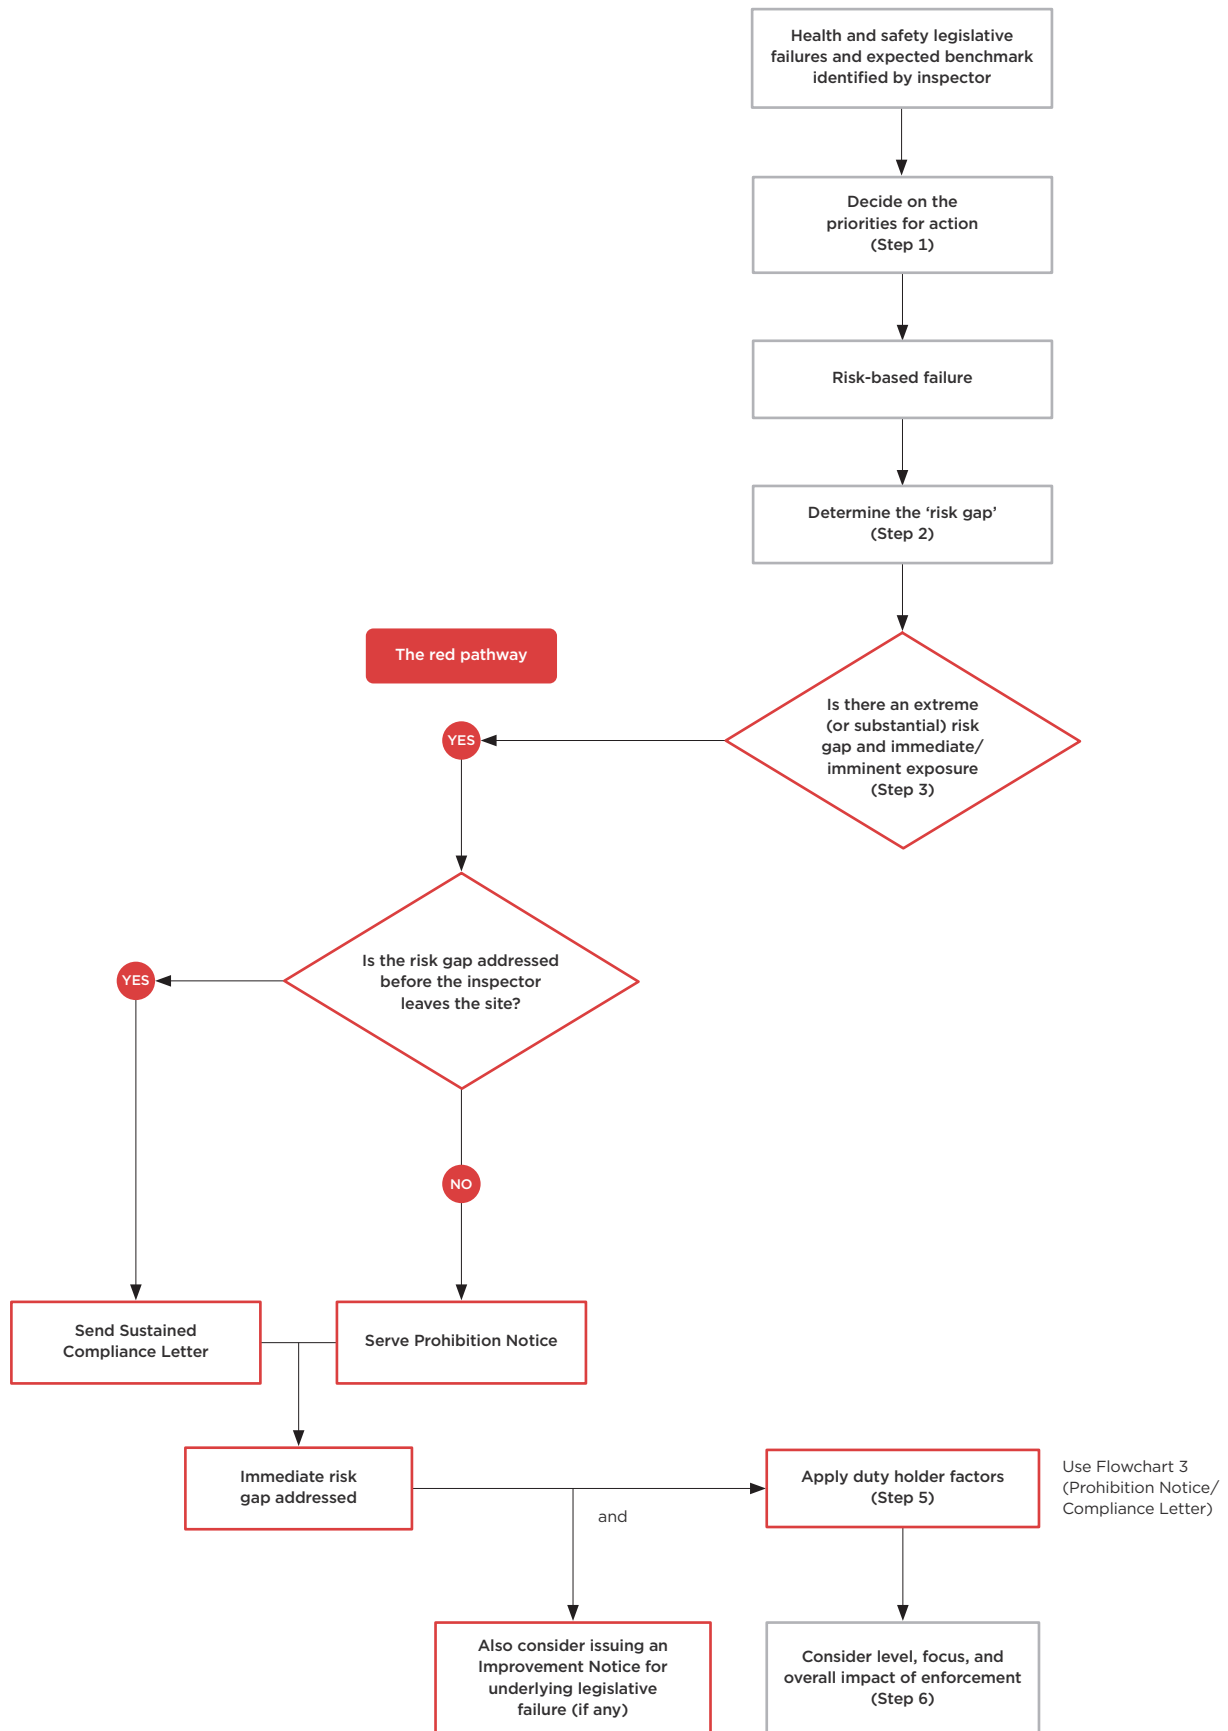 Health and safety legislative
failures and expected benchmark
identified by inspector
Decide on the
priorities for action
(Step 1)
Risk-based failure
Determine the ‘risk gap’
(Step 2)
The red pathway
Is there an extreme
(or substantial) risk
gap and immediate/
imminent exposure
(Step 3)
YES
Is the risk gap addressed
before the inspector
leaves the site?
YES
NO
Send Sustained
Compliance Letter
Serve Prohibition Notice
Immediate risk
gap addressed
and
Apply duty holder factors
(Step 5)
Use Flowchart 3
(Prohibition Notice/
Compliance Letter)
Also consider issuing an
Improvement Notice for
underlying legislative
failure (if any)
Consider level, focus, and
overall impact of enforcement
(Step 6)